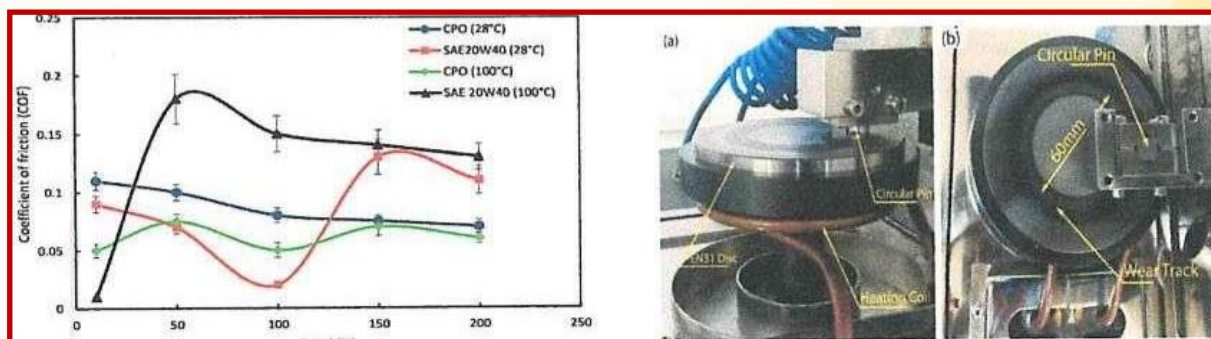 0.25
0.2
0.15
0.1
0.05
0
0
50
100
150
200
250
Coefficient of friction (COF)
CPO (28°C)
SAE20W40 (28°C)
CPO (100°C)
SAE 20W40 (100°C)
(a)
Circular Pin
EN31 Disc
Heating Coil
(b)
Circular Pin
60mm
Wear Track